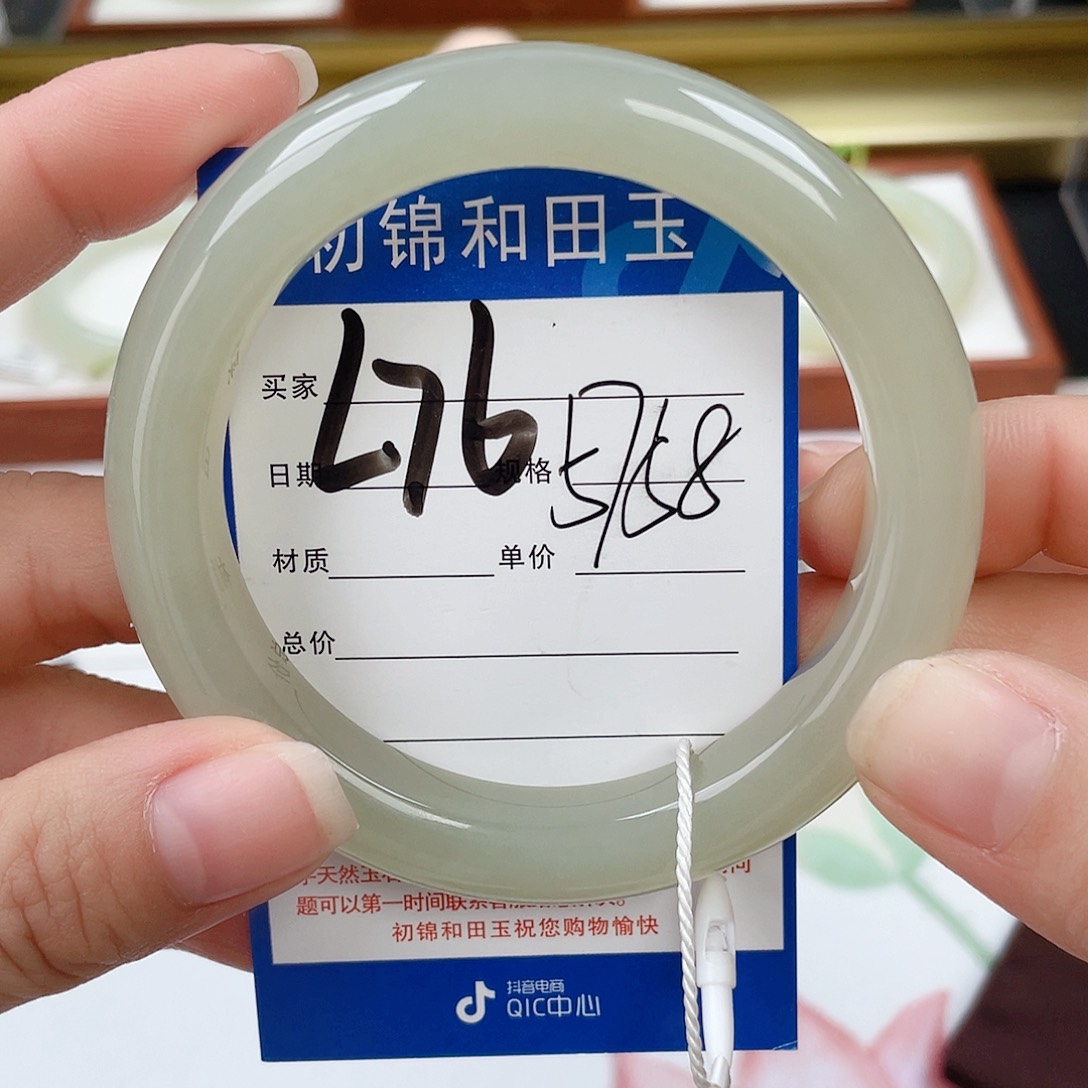 初锦和田玉
买家 L76
日期 规格 57/58
材质 单价
总价
题可以第一时间联系
初锦和田玉祝您购物愉快
抖音电商
QIC中心